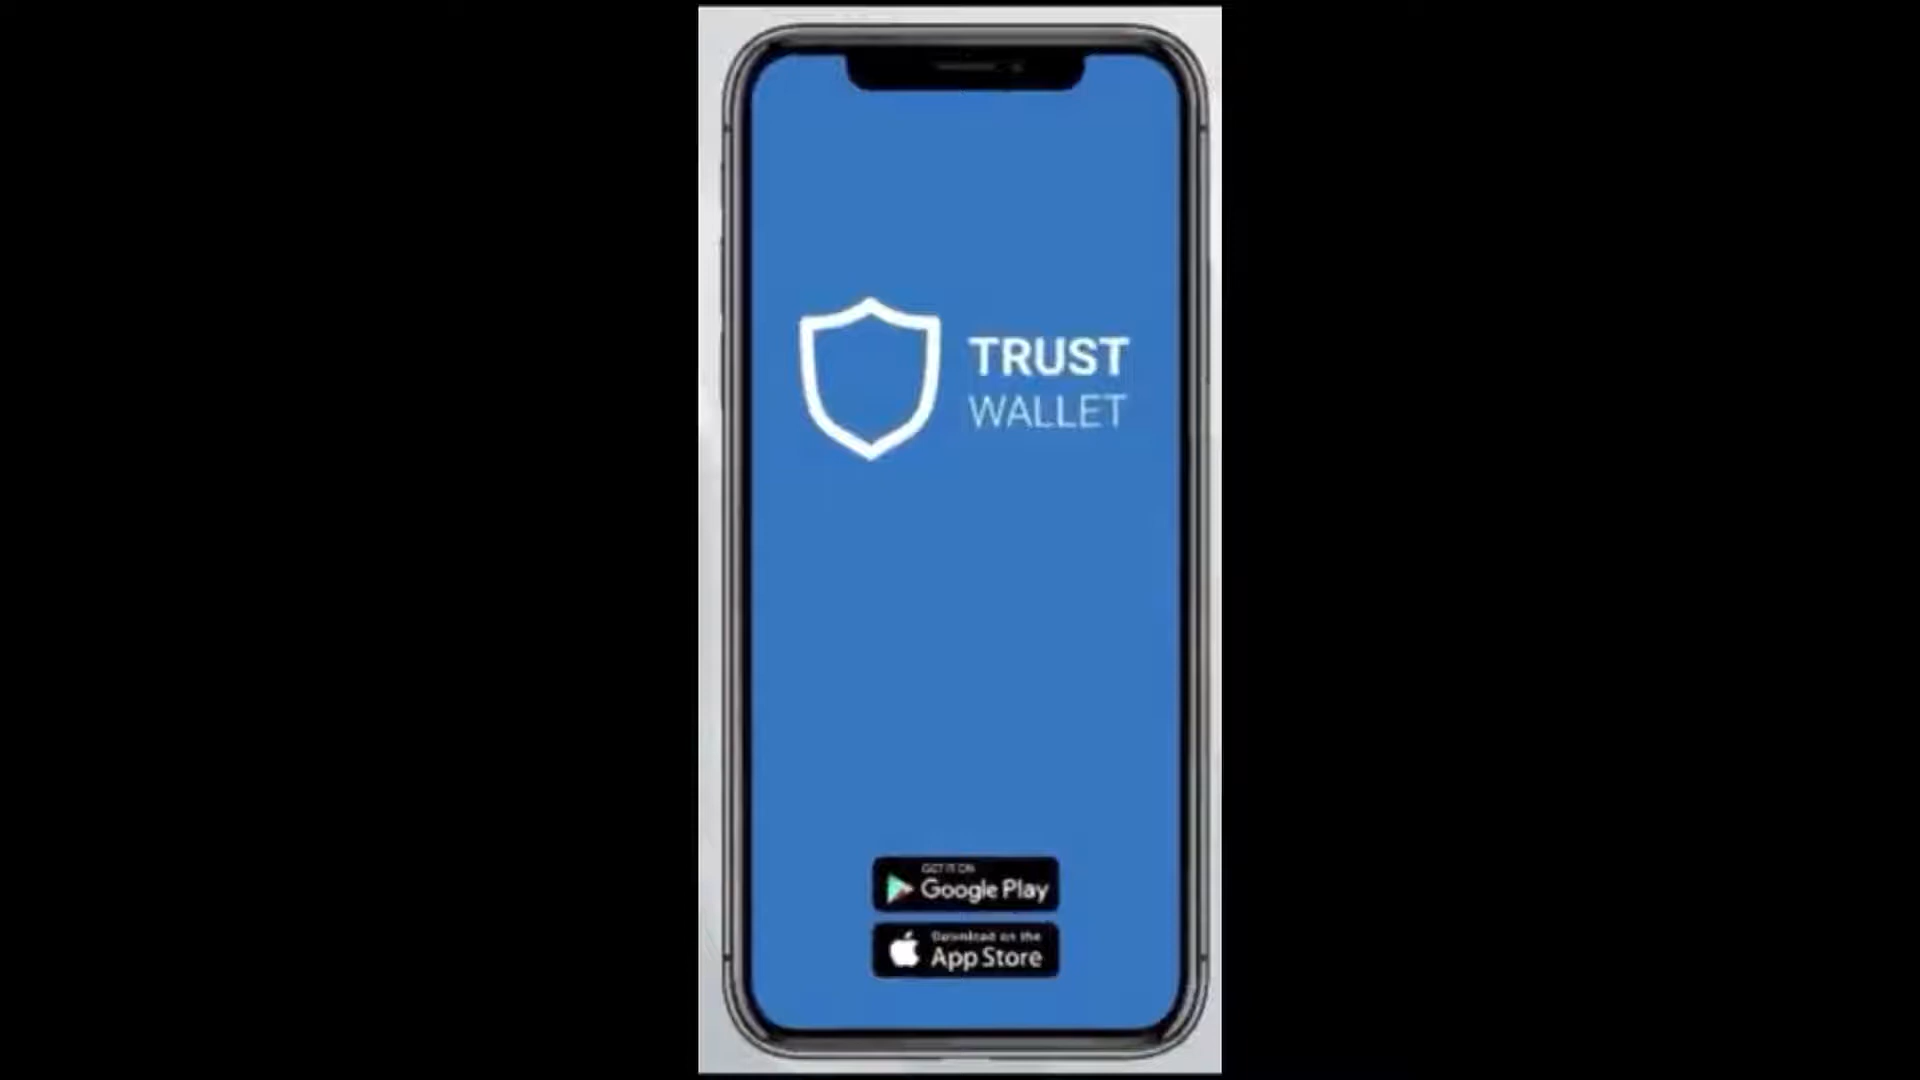 TRUST
WALLET
GET IT ON
Google Play
Download on the
App Store